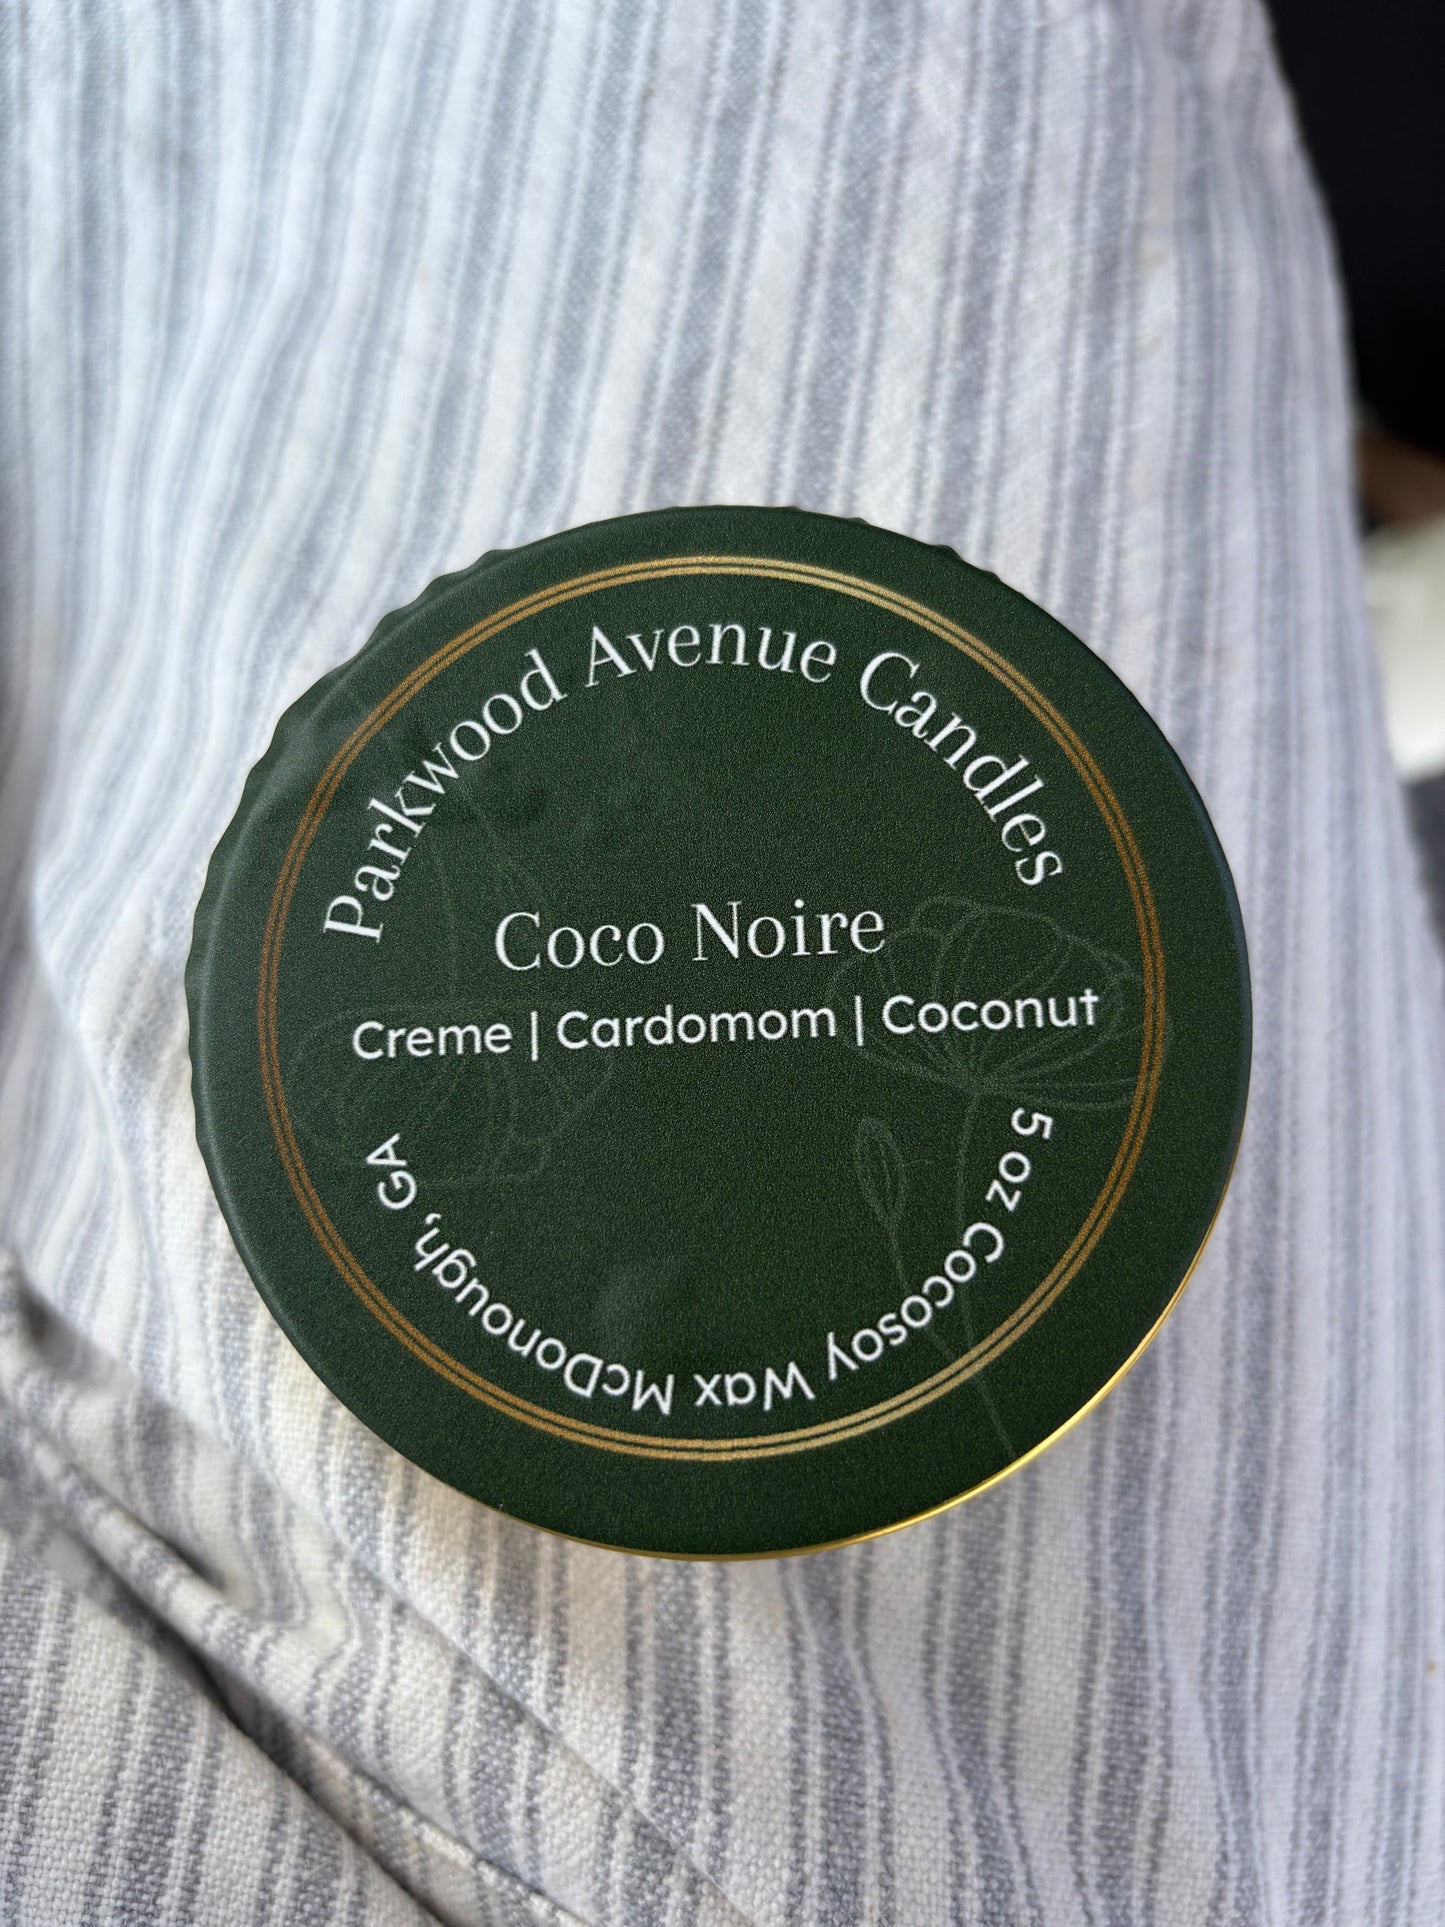 Parkwood Avenue Candles
Coco Noire
Creme | Cardomom | Coconut
5 oz Cocosoy Wax McDonough, GA